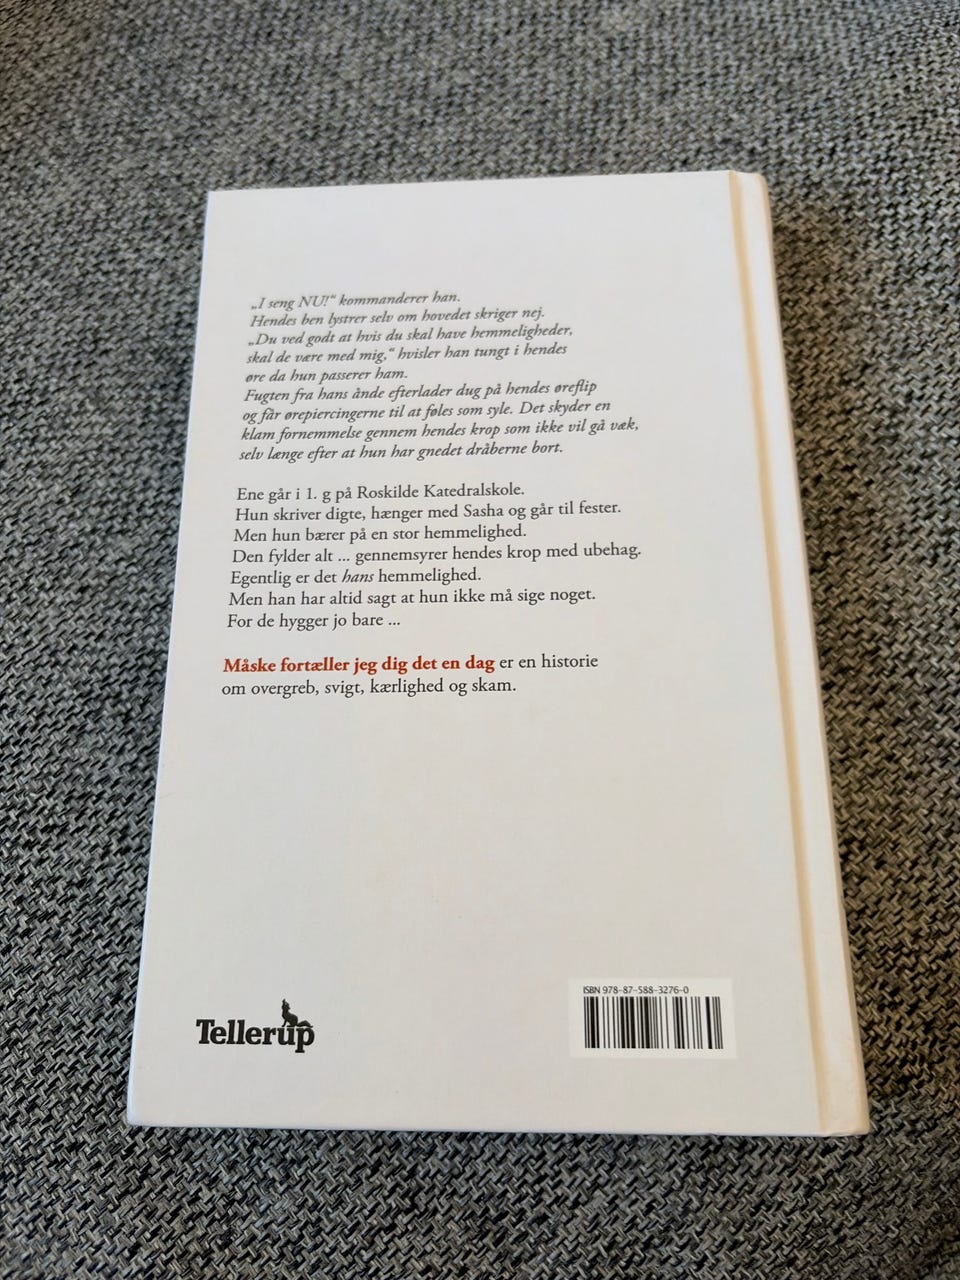 „I seng NU!“ kommanderer han.
Hendes ben lystrer selv om hovedet skriger nej.
„Du ved godt at hvis du skal have hemmeligheder,
skal de være med mig,“ hvisler han tungt i hendes
øre da hun passerer ham.
Fugten fra hans ånde efterlader dug på hendes øreflip
og får ørepiercingerne til at føles som syle. Det skyder en
klam fornemmelse gennem hendes krop som ikke vil gå væk,
selv længe efter at hun har gnedet dråberne bort.
Ene går i 1. g på Roskilde Katedralskole.
Hun skriver digte, hænger med Sasha og går til fester.
Men hun bærer på en stor hemmelighed.
Den fylder alt ... gennemsyrer hendes krop med ubehag.
Egentlig er det hans hemmelighed.
Men han har altid sagt at hun ikke må sige noget.
For de hygger jo bare ...
Måske fortæller jeg dig det en dag er en historie
om overgreb, svigt, kærlighed og skam.
Tellerup
ISBN 978-87-588-3276-0